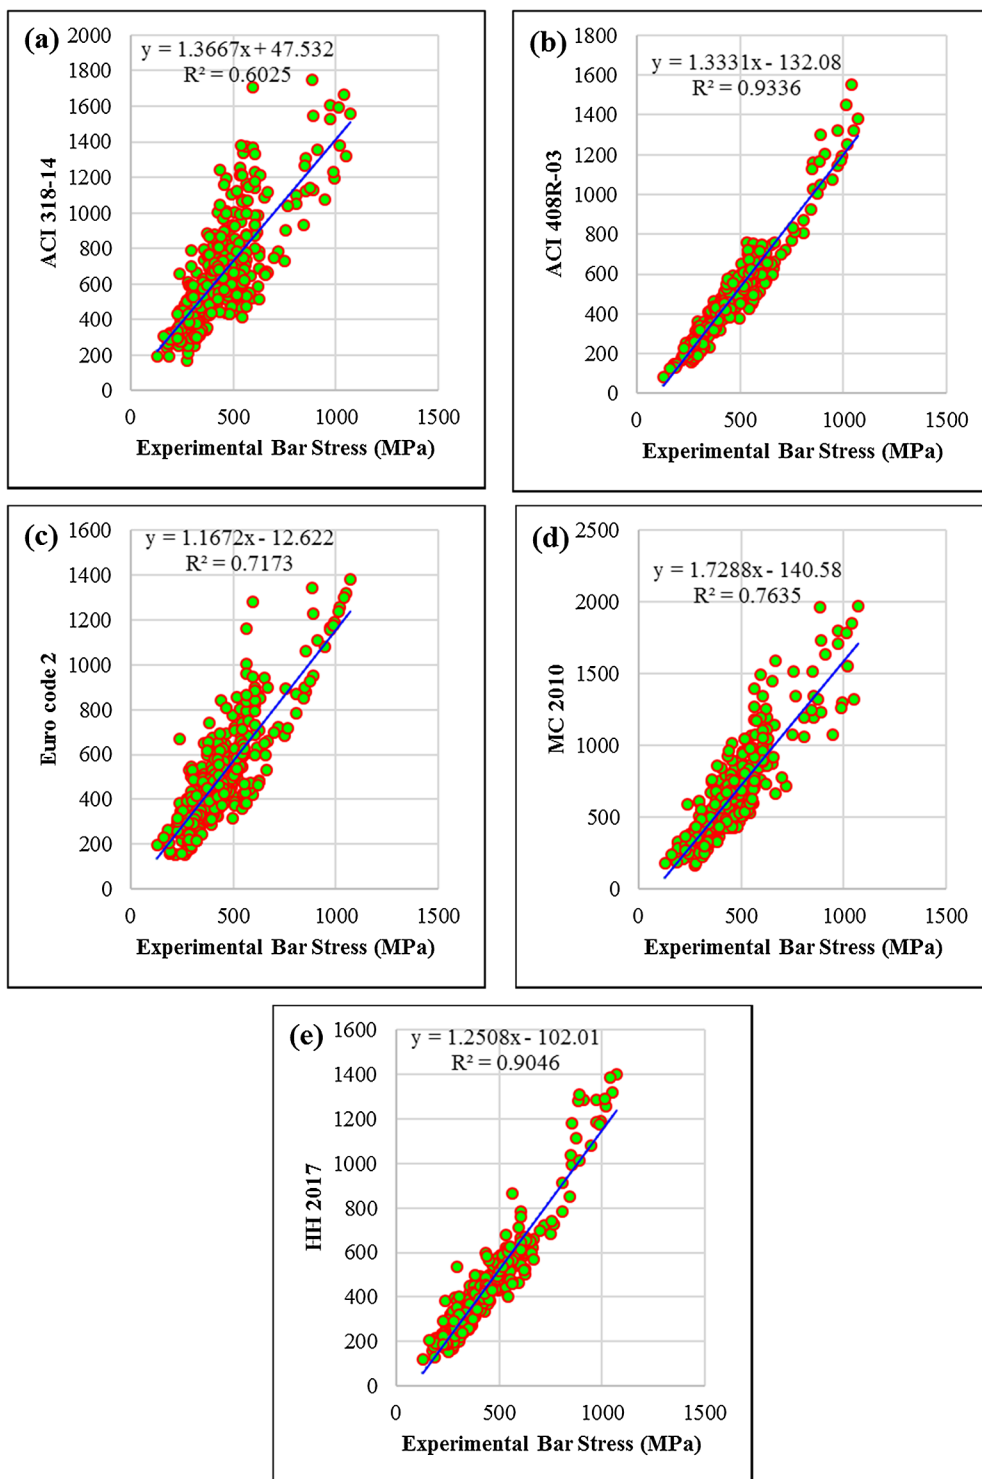 (a)
y = 1.3667x + 47.532
R² = 0.6025
2000
1800
1600
1400
1200
1000
800
600
400
200
0
ACI 318-14
0 500 1000 1500
Experimental Bar Stress (MPa)
(b)
y = 1.3331x - 132.08
R² = 0.9336
1800
1600
1400
1200
1000
800
600
400
200
0
ACI 408R-03
0 500 1000 1500
Experimental Bar Stress (MPa)
(c)
y = 1.1672x - 12.622
R² = 0.7173
1600
1400
1200
1000
800
600
400
200
0
Euro code 2
0 500 1000 1500
Experimental Bar Stress (MPa)
(d)
y = 1.7288x - 140.58
R² = 0.7635
2500
2000
1500
1000
500
0
MC 2010
0 500 1000 1500
Experimental Bar Stress (MPa)
(e)
y = 1.2508x - 102.01
R² = 0.9046
1600
1400
1200
1000
800
600
400
200
0
HH 2017
0 500 1000 1500
Experimental Bar Stress (MPa)